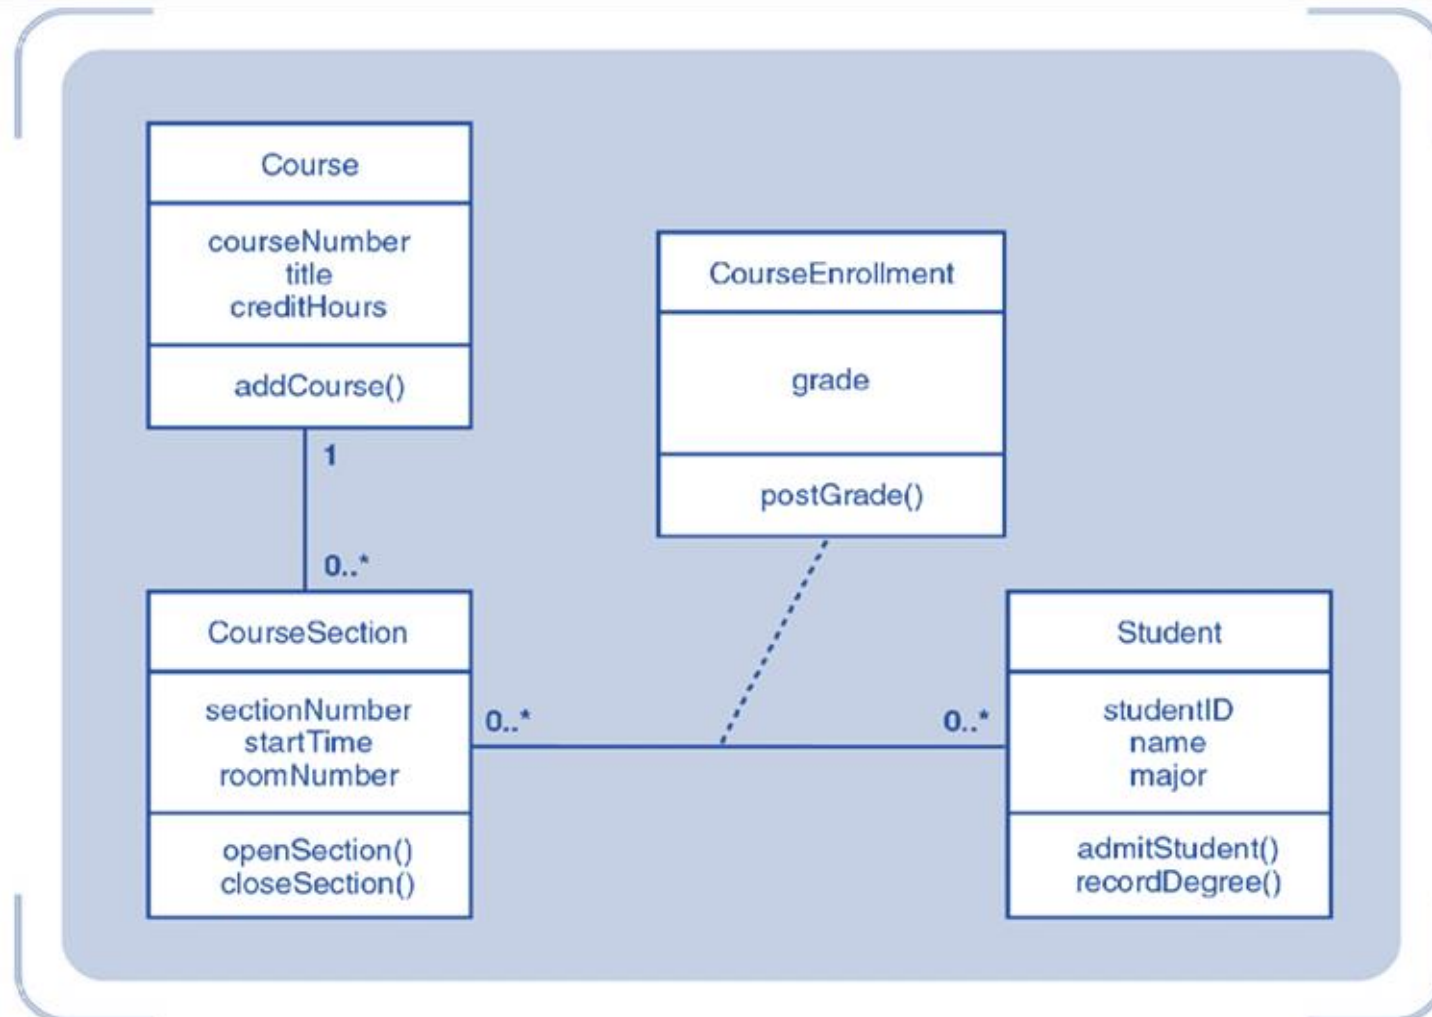 Course
courseNumber
title
creditHours
addCourse()
1
0..*
CourseEnrollment
grade
postGrade()
CourseSection
sectionNumber
startTime
roomNumber
openSection()
closeSection()
0..*
0..*
Student
studentID
name
major
admitStudent()
recordDegree()